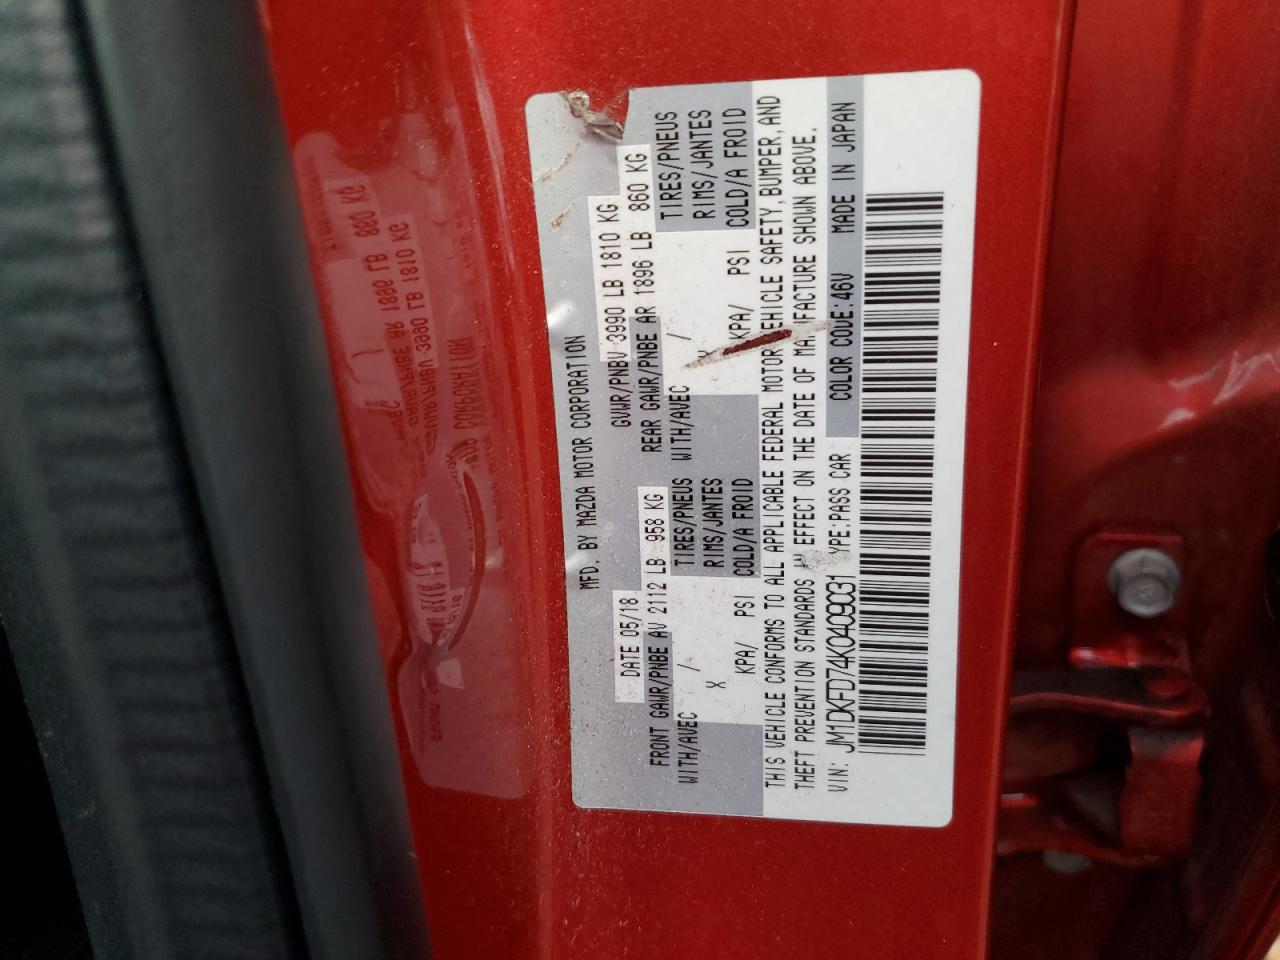 MFD. BY MAZDA MOTOR CORPORATION
DATE 05/18 GVWR/PNBV 3990 LB 1810 KG
FRONT GAWR/PNBE AV 2112 LB 958 KG REAR GAWR/PNBE AR 1896 LB 860 KG
WITH/AVEC / TIRES/PNEUS WITH/AVEC / TIRES/PNEUS
X RIMS/JANTES RIMS/JANTES
KPA/ PSI COLD/A FROID KPA/ PSI COLD/A FROID
THIS VEHICLE CONFORMS TO ALL APPLICABLE FEDERAL MOTOR VEHICLE SAFETY, BUMPER, AND
THEFT PREVENTION STANDARDS IN EFFECT ON THE DATE OF MANUFACTURE SHOWN ABOVE.
VIN: JM1DKFD74K0409031 TYPE:PASS CAR COLOR CODE:46V MADE IN JAPAN